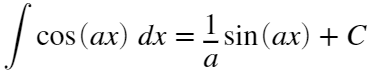 ∫ cos(ax) dx = 1/a sin(ax) + C